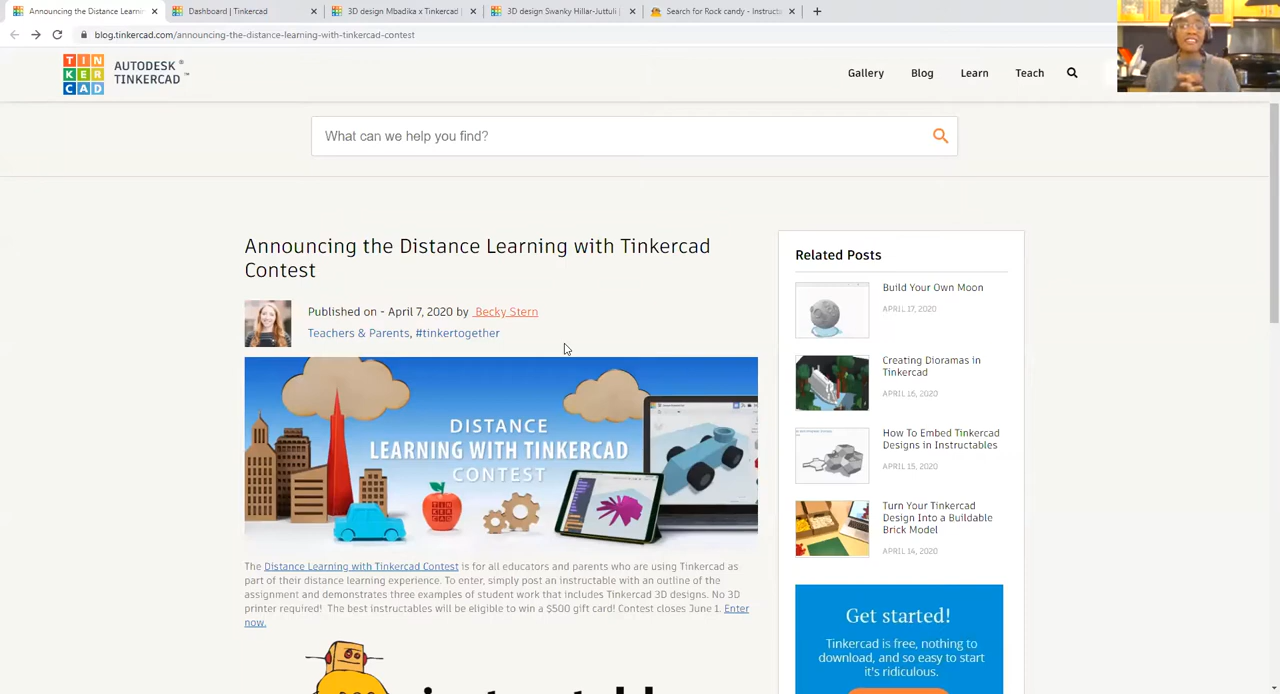 Announcing the Distance Learni
Dashboard | Tinkercad
3D design Mbadika x Tinkercad |
3D design Swanky Hillar-Juttuli |
Search for Rock candy - Instructa
blog.tinkercad.com/announcing-the-distance-learning-with-tinkercad-contest
TIN
KER
CAD
AUTODESK®
TINKERCAD™
Gallery
Blog
Learn
Teach
What can we help you find?
Announcing the Distance Learning with Tinkercad
Contest
Published on - April 7, 2020 by Becky Stern
Teachers & Parents, #tinkertogether
DISTANCE
LEARNING WITH TINKERCAD
CONTEST
The Distance Learning with Tinkercad Contest is for all educators and parents who are using Tinkercad as
part of their distance learning experience. To enter, simply post an instructable with an outline of the
assignment and demonstrates three examples of student work that includes Tinkercad 3D designs. No 3D
printer required! The best instructables will be eligible to win a $500 gift card! Contest closes June 1. Enter
now.
Related Posts
Build Your Own Moon
APRIL 17, 2020
Creating Dioramas in
Tinkercad
APRIL 16, 2020
How To Embed Tinkercad
Designs in Instructables
APRIL 15, 2020
Turn Your Tinkercad
Design Into a Buildable
Brick Model
APRIL 14, 2020
Get started!
Tinkercad is free, nothing to
download, and so easy to start
it's ridiculous.